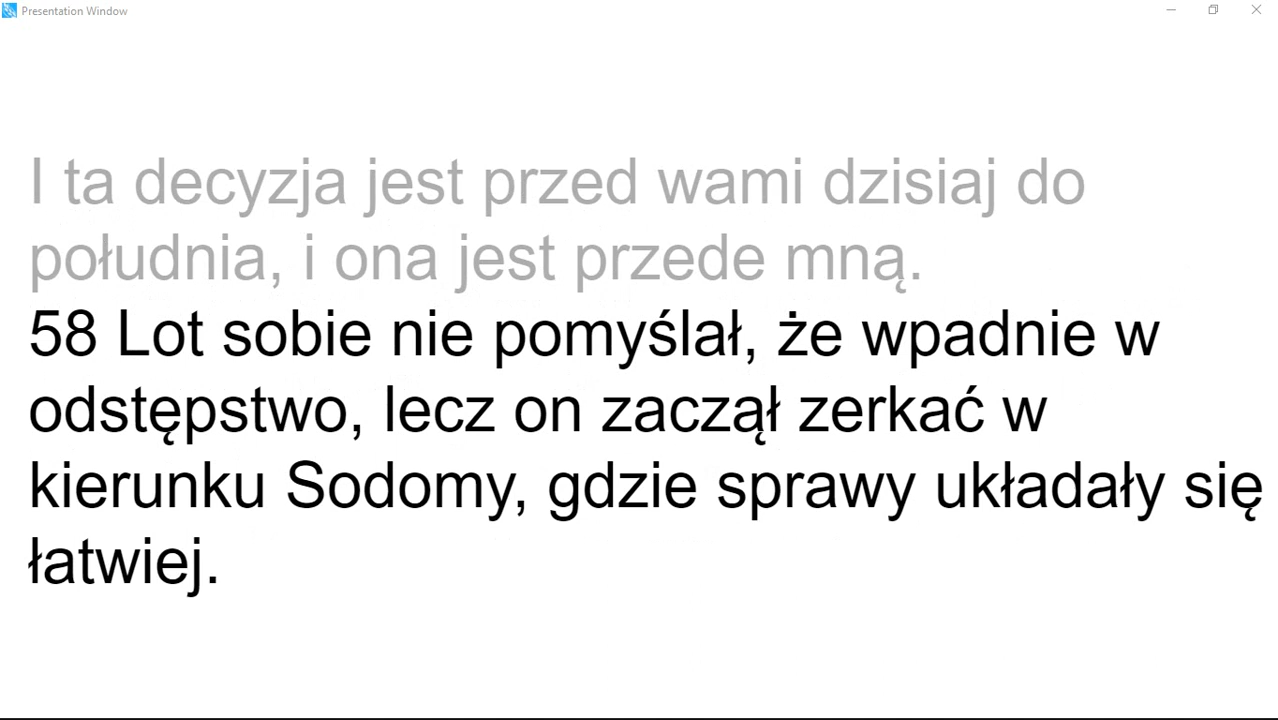 Presentation Window
I ta decyzja jest przed wami dzisiaj do
południa, i ona jest przede mną.
58 Lot sobie nie pomyślał, że wpadnie w
odstępstwo, lecz on zaczął zerkać w
kierunku Sodomy, gdzie sprawy układały się
łatwiej.